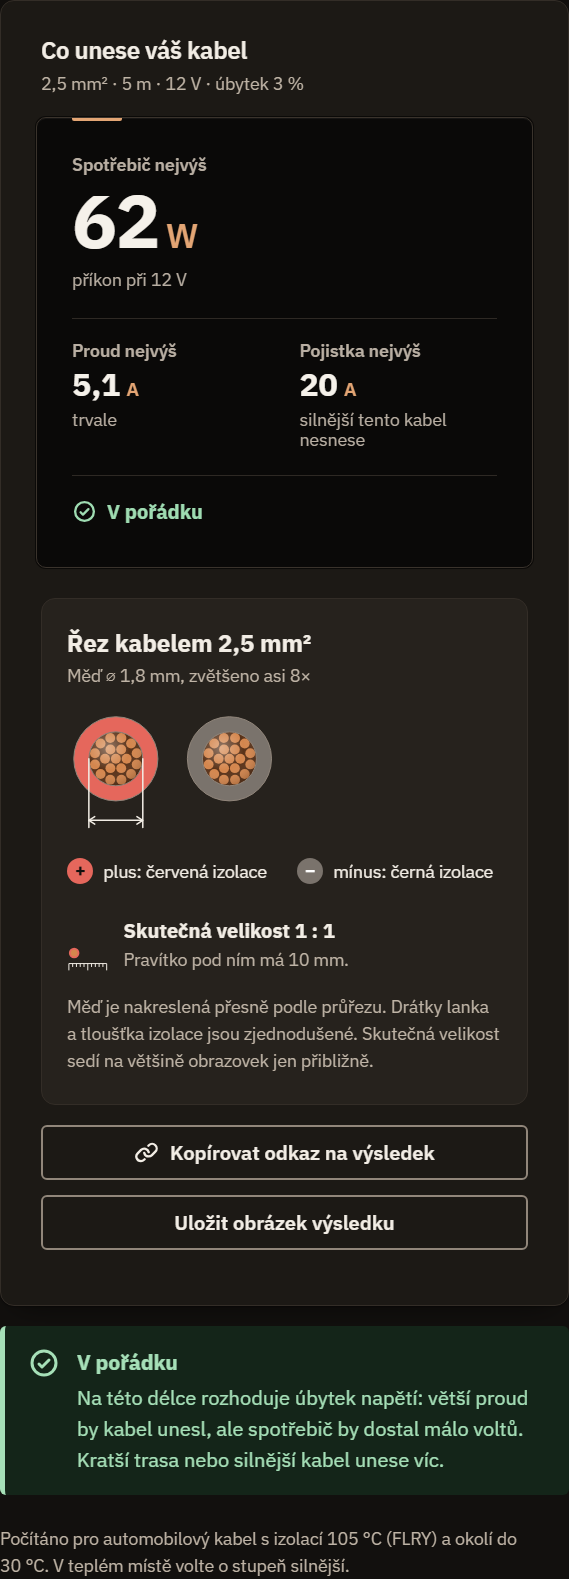 Co unese váš kabel
2,5 mm² · 5 m · 12 V · úbytek 3 %
Spotřebič nejvýš
62 W
příkon při 12 V
Proud nejvýš
5,1 A
trvale
Pojistka nejvýš
20 A
silnější tento kabel
nesnese
V pořádku
Řez kabelem 2,5 mm²
Měď ⌀ 1,8 mm, zvětšeno asi 8×
+ plus: červená izolace
− mínus: černá izolace
Skutečná velikost 1 : 1
Pravítko pod ním má 10 mm.
Měď je nakreslená přesně podle průřezu. Drátky lanka
a tloušťka izolace jsou zjednodušené. Skutečná velikost
sedí na většině obrazovek jen přibližně.
Kopírovat odkaz na výsledek
Uložit obrázek výsledku
V pořádku
Na této délce rozhoduje úbytek napětí: větší proud
by kabel unesl, ale spotřebič by dostal málo voltů.
Kratší trasa nebo silnější kabel unese víc.
Počítáno pro automobilový kabel s izolací 105 °C (FLRY) a okolí do
30 °C. V teplém místě volte o stupeň silnější.